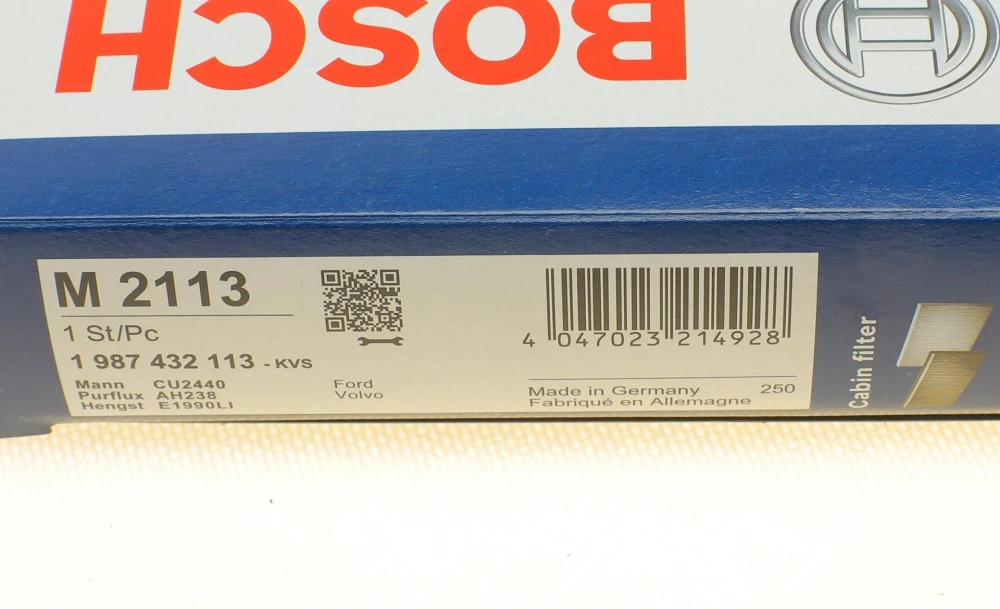 BOSCH
M 2113
1 St/Pc
1 987 432 113 - KVS
Mann CU2440
Purflux AH238
Hengst E1990LI
Ford
Volvo
4 047023 214928
Made in Germany 250
Fabriqué en Allemagne
Cabin filter